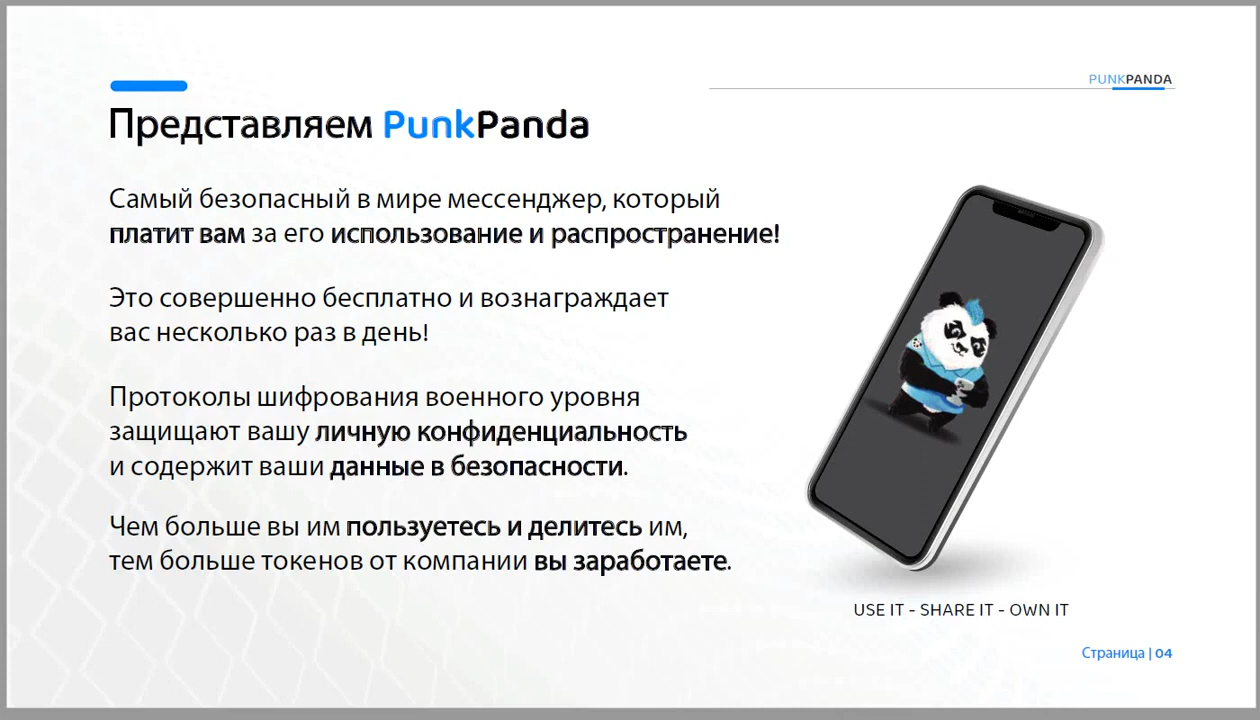 PUNKPANDA
Представляем PunkPanda
Самый безопасный в мире мессенджер, который
платит вам за его использование и распространение!
Это совершенно бесплатно и вознаграждает
вас несколько раз в день!
Протоколы шифрования военного уровня
защищают вашу личную конфиденциальность
и содержит ваши данные в безопасности.
Чем больше вы им пользуетесь и делитесь им,
тем больше токенов от компании вы заработаете.
USE IT - SHARE IT - OWN IT
Страница | 04